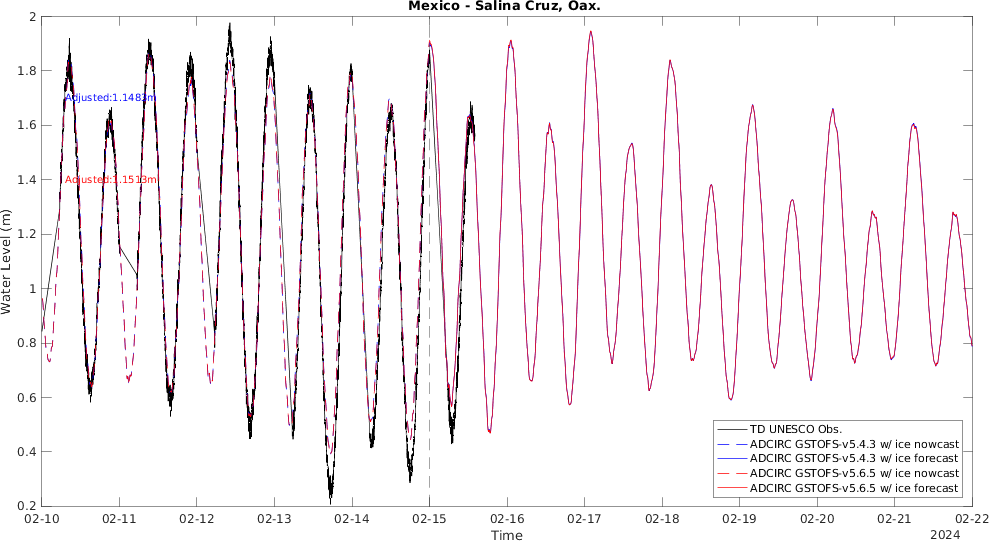 Mexico - Salina Cruz, Oax.
Water Level (m)
2
1.8
1.6
1.4
1.2
1
0.8
0.6
0.4
0.2
Adjusted:1.1483m
Adjusted:1.1513m
TD UNESCO Obs.
ADCIRC GSTOFS-v5.4.3 w/ ice nowcast
ADCIRC GSTOFS-v5.4.3 w/ ice forecast
ADCIRC GSTOFS-v5.6.5 w/ ice nowcast
ADCIRC GSTOFS-v5.6.5 w/ ice forecast
02-10 02-11 02-12 02-13 02-14 02-15 02-16 02-17 02-18 02-19 02-20 02-21 02-22
Time
2024